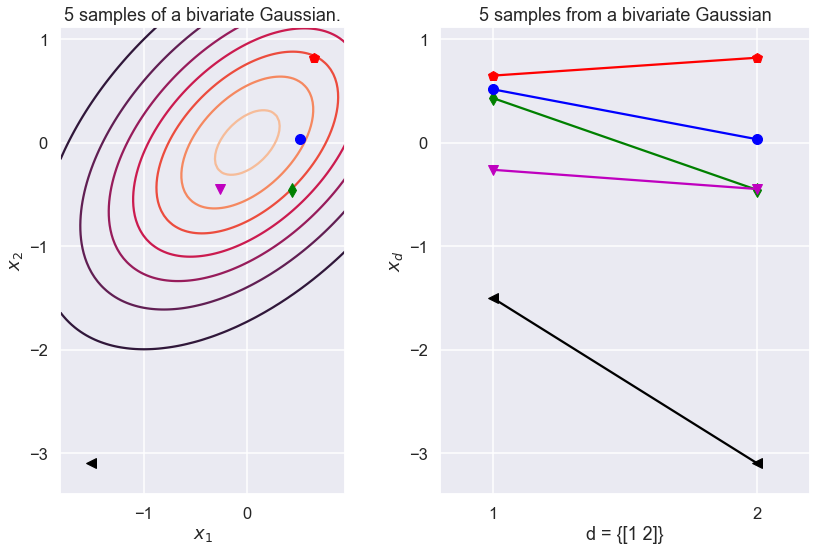 5 samples of a bivariate Gaussian.
1
0
−1
−2
−3
x₂
−1 0
x₁
5 samples from a bivariate Gaussian
1
0
−1
−2
−3
x_d
1 2
d = {[1 2]}